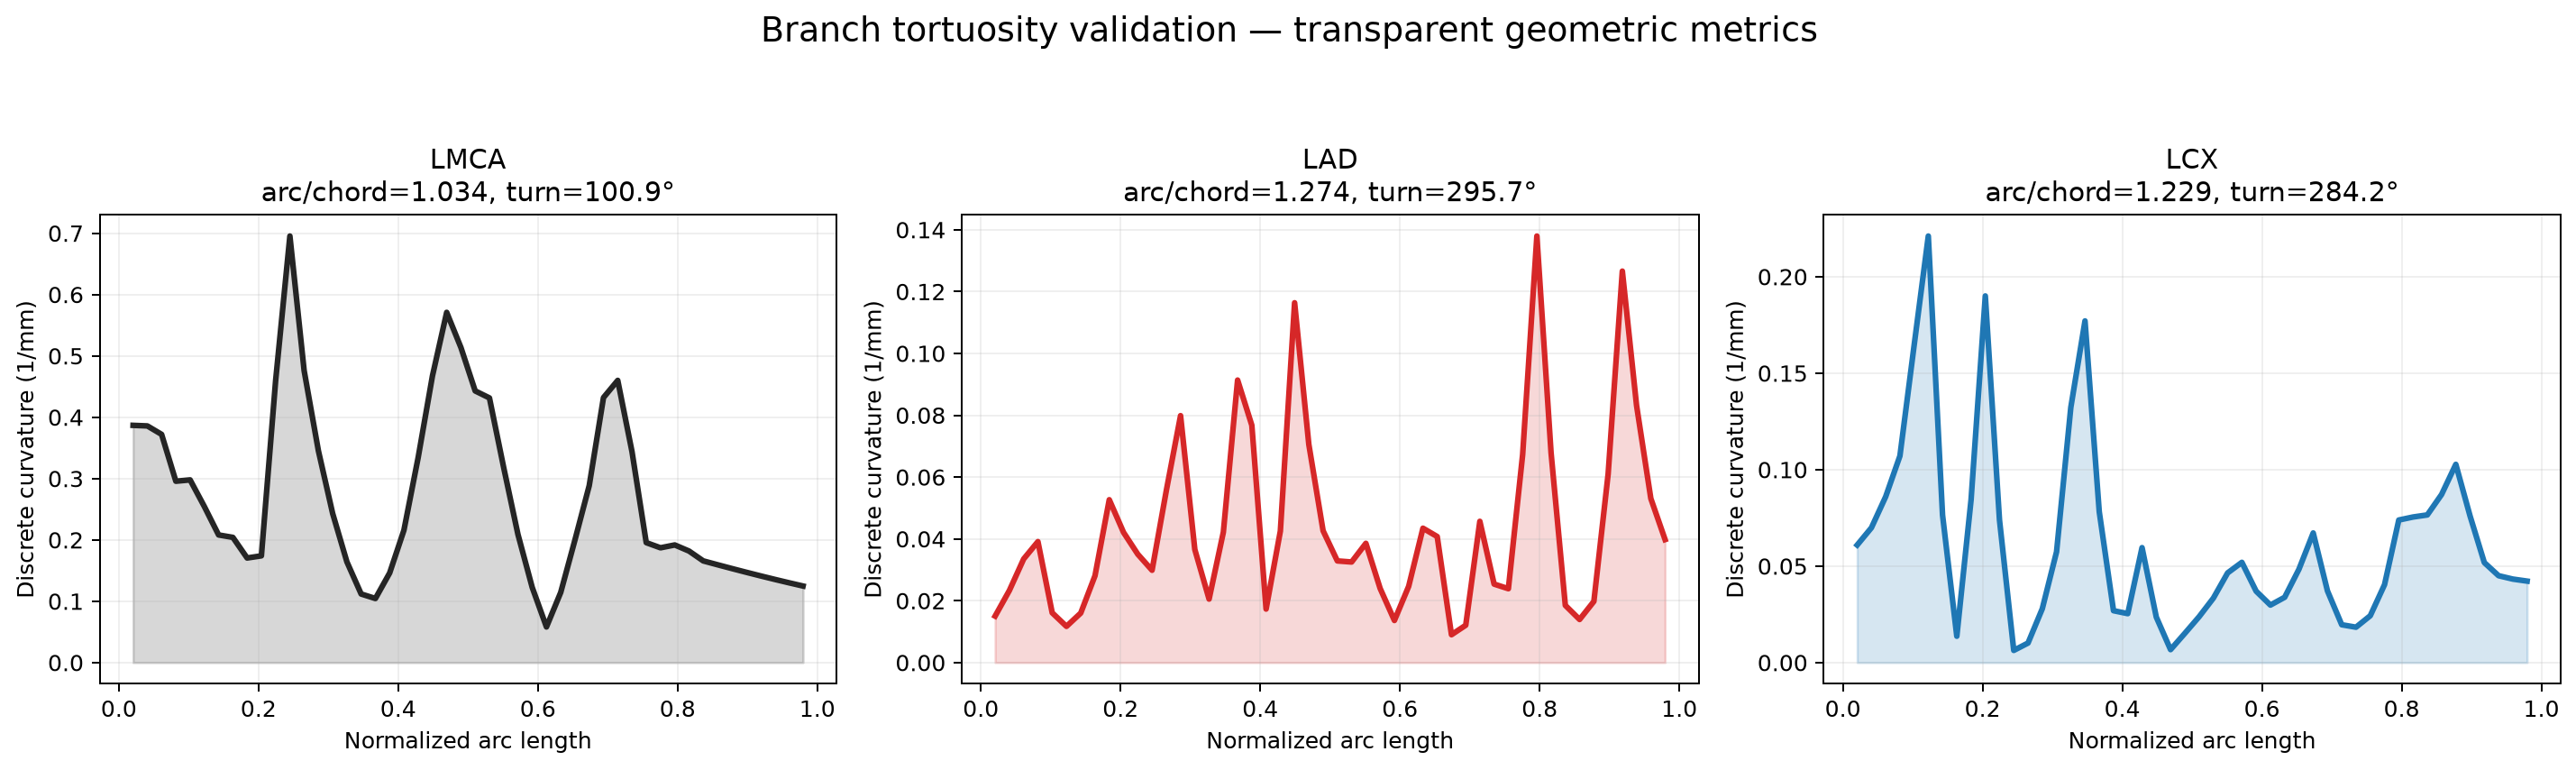 Branch tortuosity validation — transparent geometric metrics
LMCA
arc/chord=1.034, turn=100.9°
Discrete curvature (1/mm)
0.7
0.6
0.5
0.4
0.3
0.2
0.1
0.0
0.0 0.2 0.4 0.6 0.8 1.0
Normalized arc length
LAD
arc/chord=1.274, turn=295.7°
Discrete curvature (1/mm)
0.14
0.12
0.10
0.08
0.06
0.04
0.02
0.00
0.0 0.2 0.4 0.6 0.8 1.0
Normalized arc length
LCX
arc/chord=1.229, turn=284.2°
Discrete curvature (1/mm)
0.20
0.15
0.10
0.05
0.00
0.0 0.2 0.4 0.6 0.8 1.0
Normalized arc length